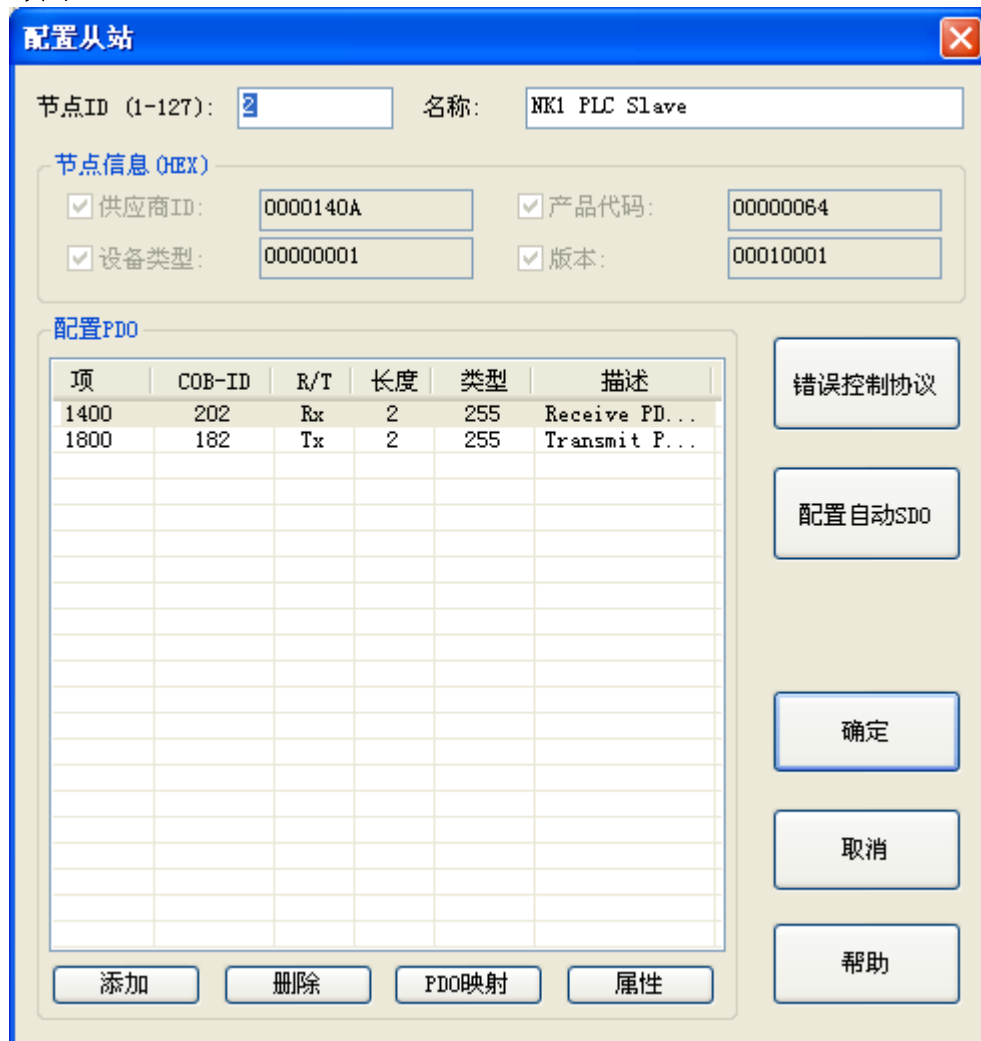 配置从站
节点ID (1-127): 2 名称: NK1 PLC Slave
节点信息(HEX)
供应商ID: 0000140A 产品代码: 00000064
设备类型: 00000001 版本: 00010001
配置PDO
项 COB-ID R/T 长度 类型 描述
1400 202 Rx 2 255 Receive PD...
1800 182 Tx 2 255 Transmit P...
错误控制协议
配置自动SDO
确定
取消
帮助
添加 删除 PDO映射 属性